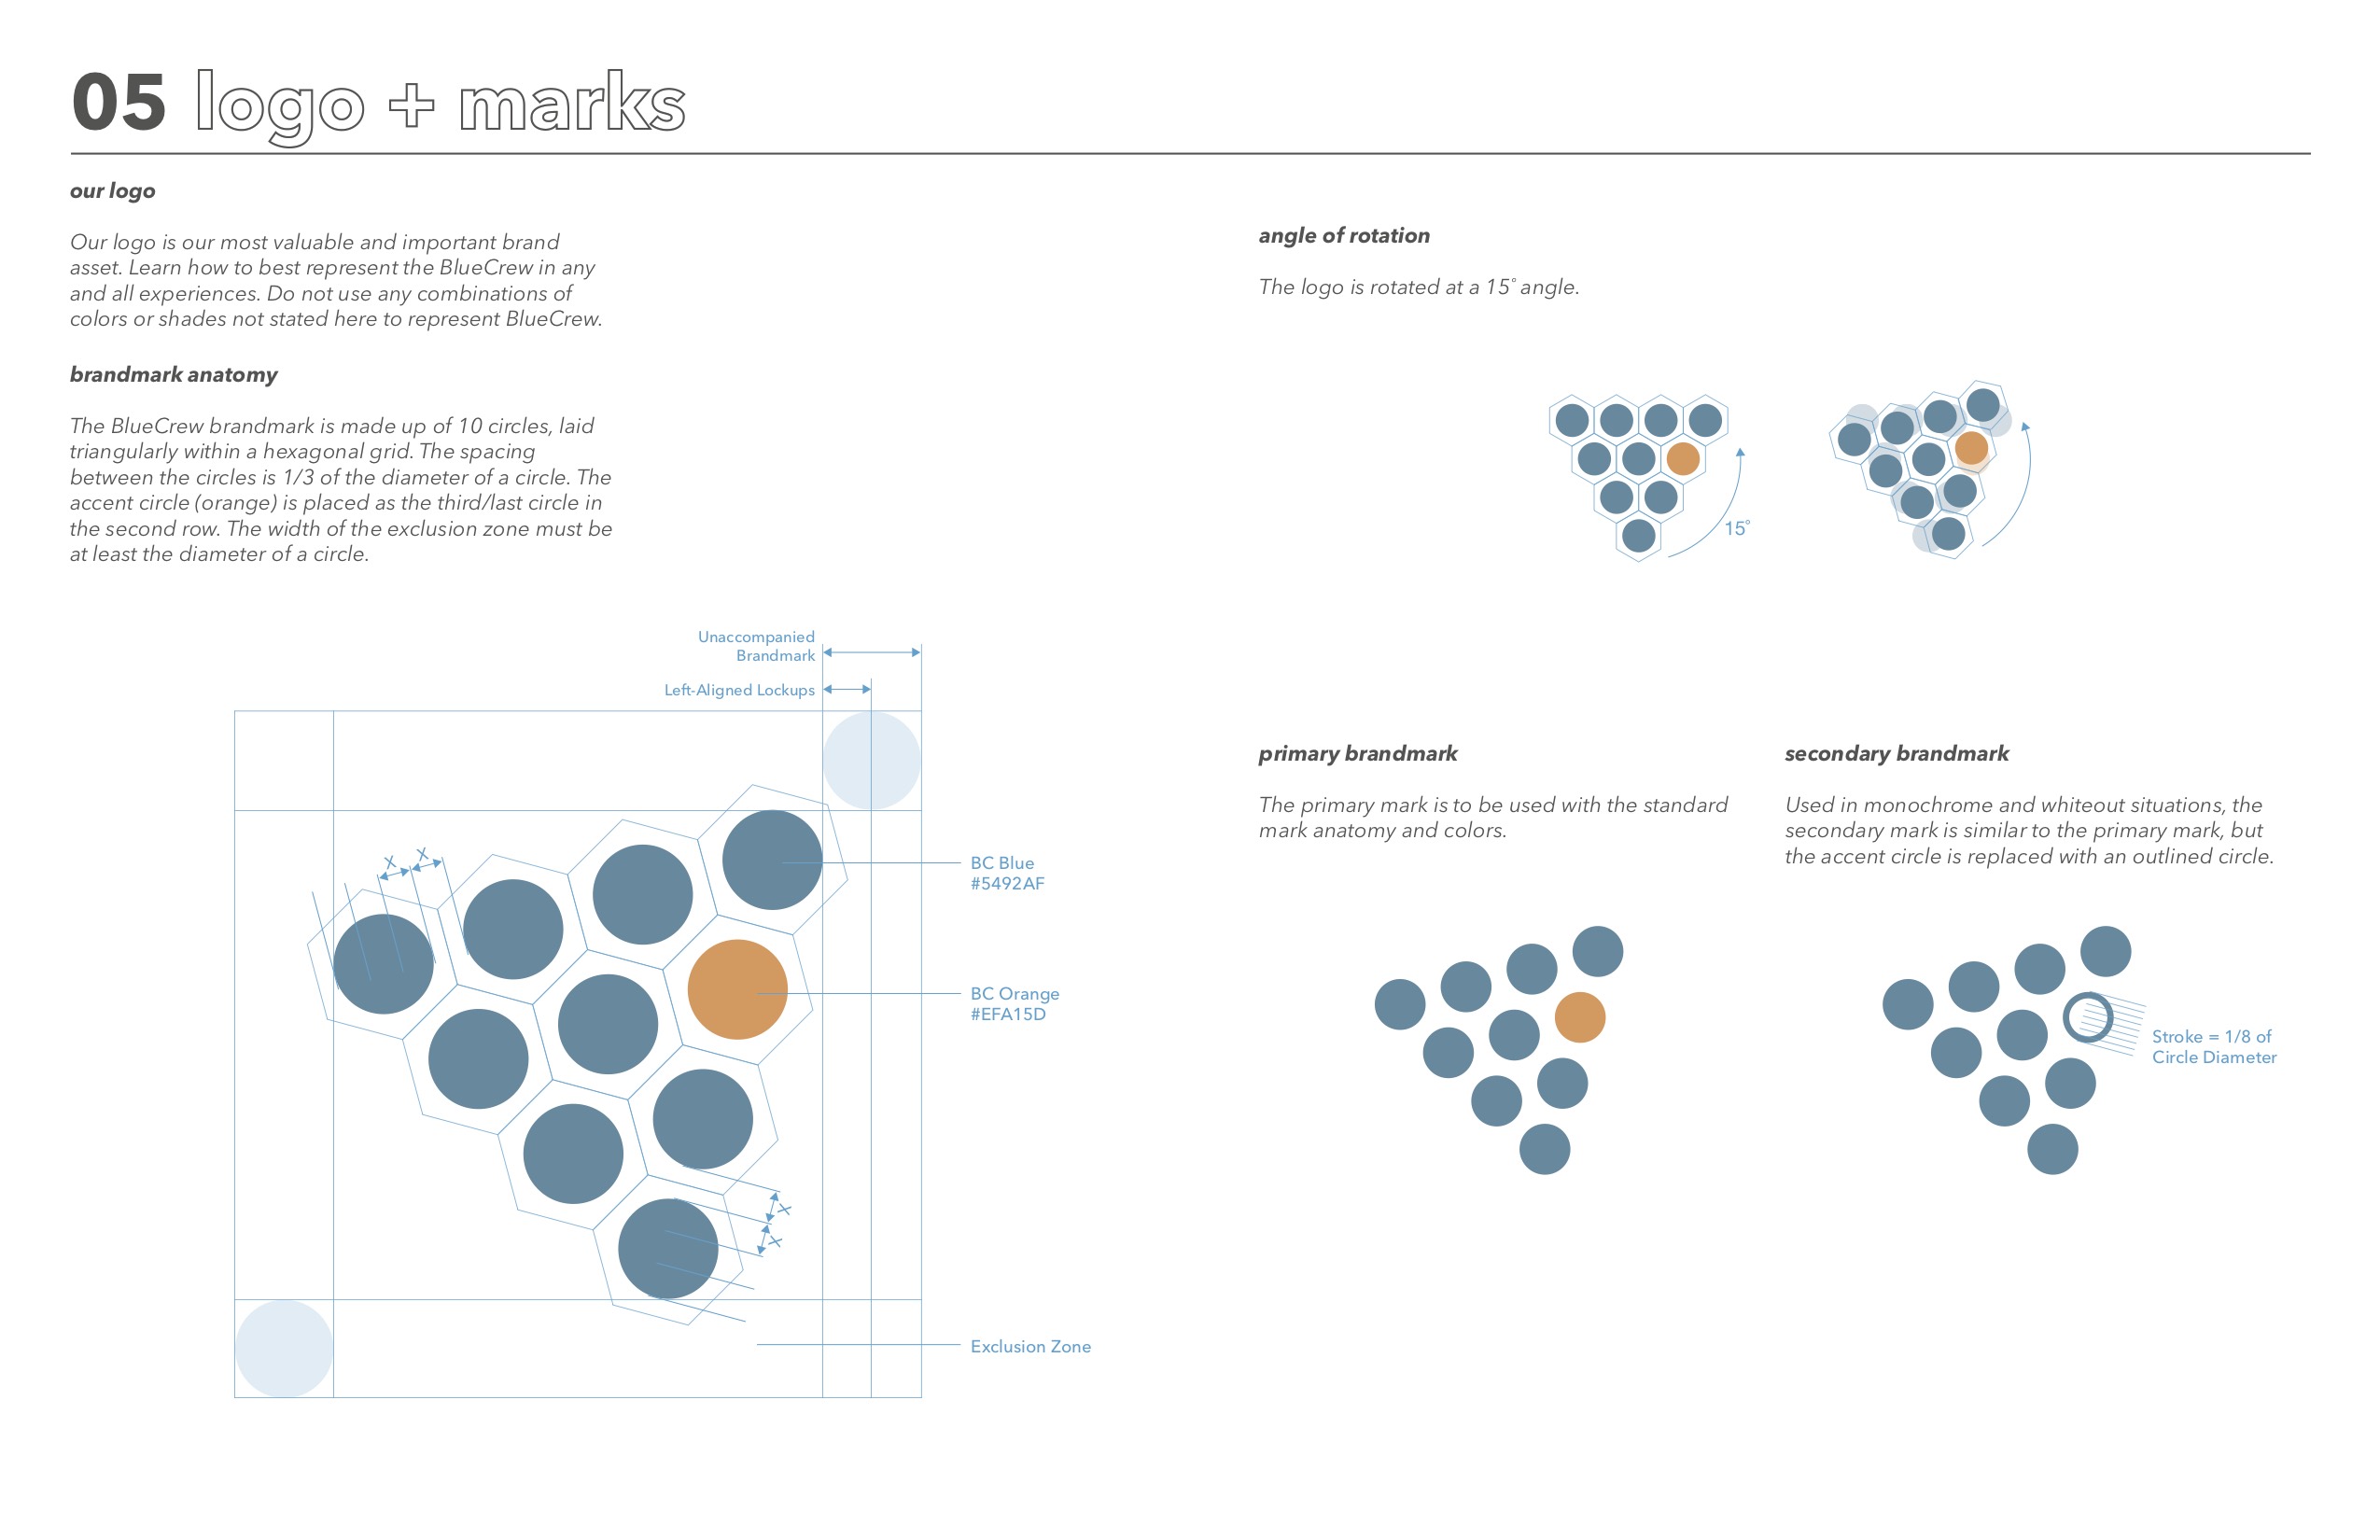 05 logo + marks
our logo
Our logo is our most valuable and important brand
asset. Learn how to best represent the BlueCrew in any
and all experiences. Do not use any combinations of
colors or shades not stated here to represent BlueCrew.
brandmark anatomy
The BlueCrew brandmark is made up of 10 circles, laid
triangularly within a hexagonal grid. The spacing
between the circles is 1/3 of the diameter of a circle. The
accent circle (orange) is placed as the third/last circle in
the second row. The width of the exclusion zone must be
at least the diameter of a circle.
Unaccompanied
Brandmark
Left-Aligned Lockups
X X
BC Blue
#5492AF
BC Orange
#EFA15D
X
X
Exclusion Zone
angle of rotation
The logo is rotated at a 15° angle.
15°
primary brandmark
The primary mark is to be used with the standard
mark anatomy and colors.
secondary brandmark
Used in monochrome and whiteout situations, the
secondary mark is similar to the primary mark, but
the accent circle is replaced with an outlined circle.
Stroke = 1/8 of
Circle Diameter